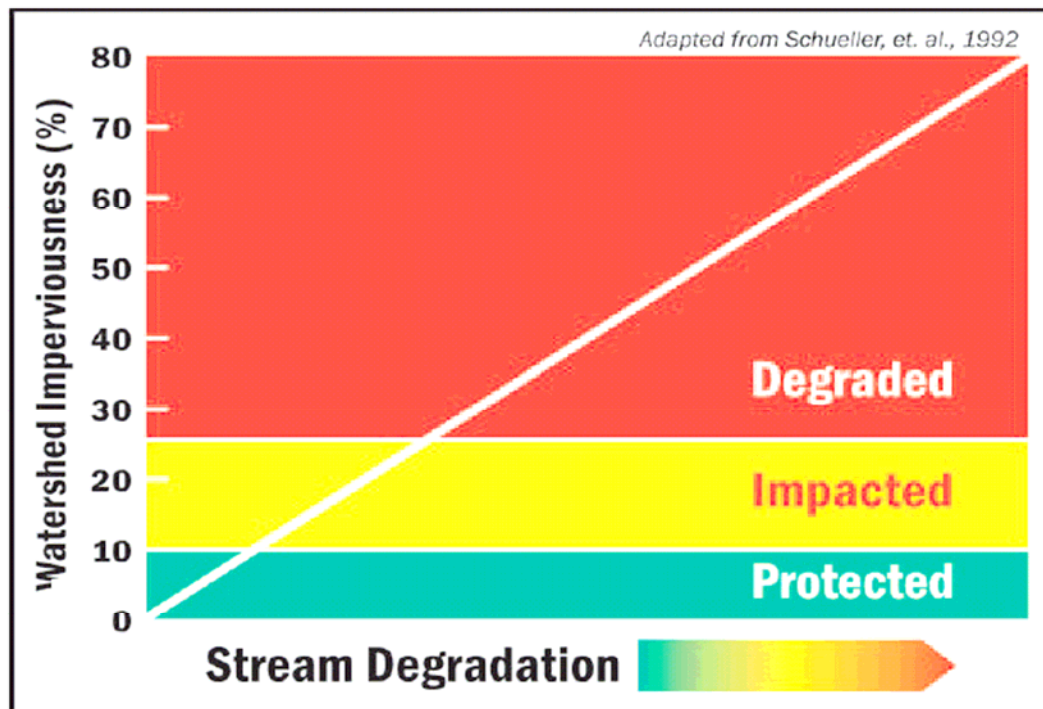 Adapted from Schueller, et. al., 1992
Watershed Imperviousness (%)
80
70
60
50
40
30
20
10
0
Degraded
Impacted
Protected
Stream Degradation